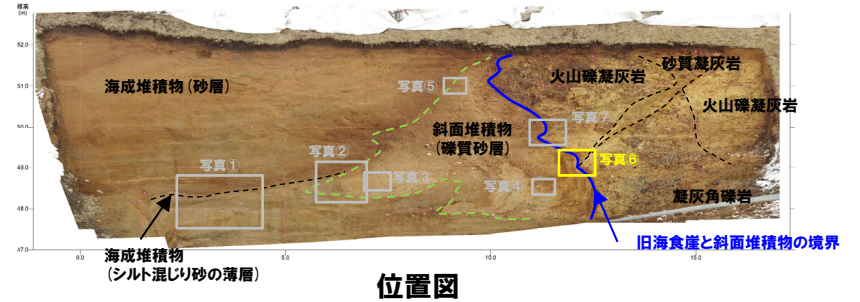 標高
(m)
52.0
51.0
50.0
49.0
48.0
47.0
0.0
5.0
10.0
15.0
海成堆積物（砂層）
写真⑤
火山礫凝灰岩
砂質凝灰岩
火山礫凝灰岩
斜面堆積物
（礫質砂層）
写真７
写真①
写真２
写真３
写真４
写真６
凝灰角礫岩
海成堆積物
（シルト混じり砂の薄層）
旧海食崖と斜面堆積物の境界
位置図